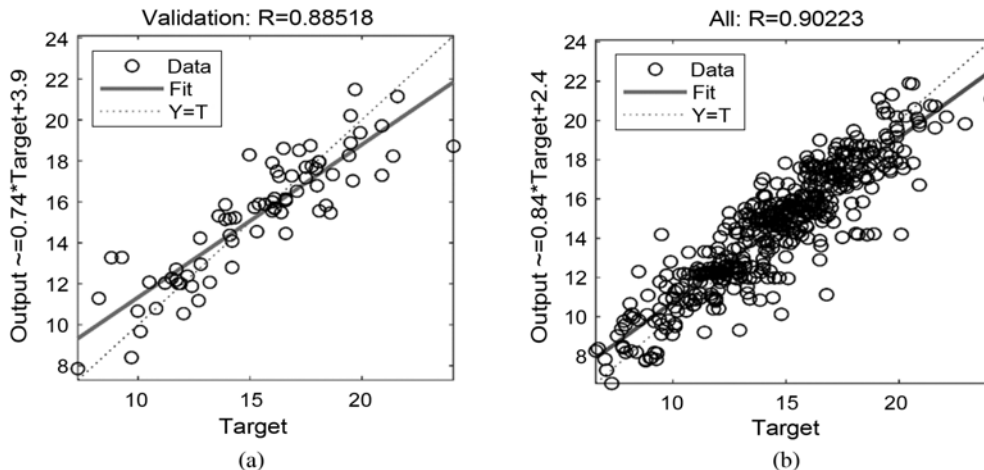 Validation: R=0.88518
Output ~=0.74*Target+3.9
24
22
20
18
16
14
12
10
8
Data
Fit
Y=T
10
15
20
Target
(a)
All: R=0.90223
Output ~=0.84*Target+2.4
24
22
20
18
16
14
12
10
8
Data
Fit
Y=T
10
15
20
Target
(b)